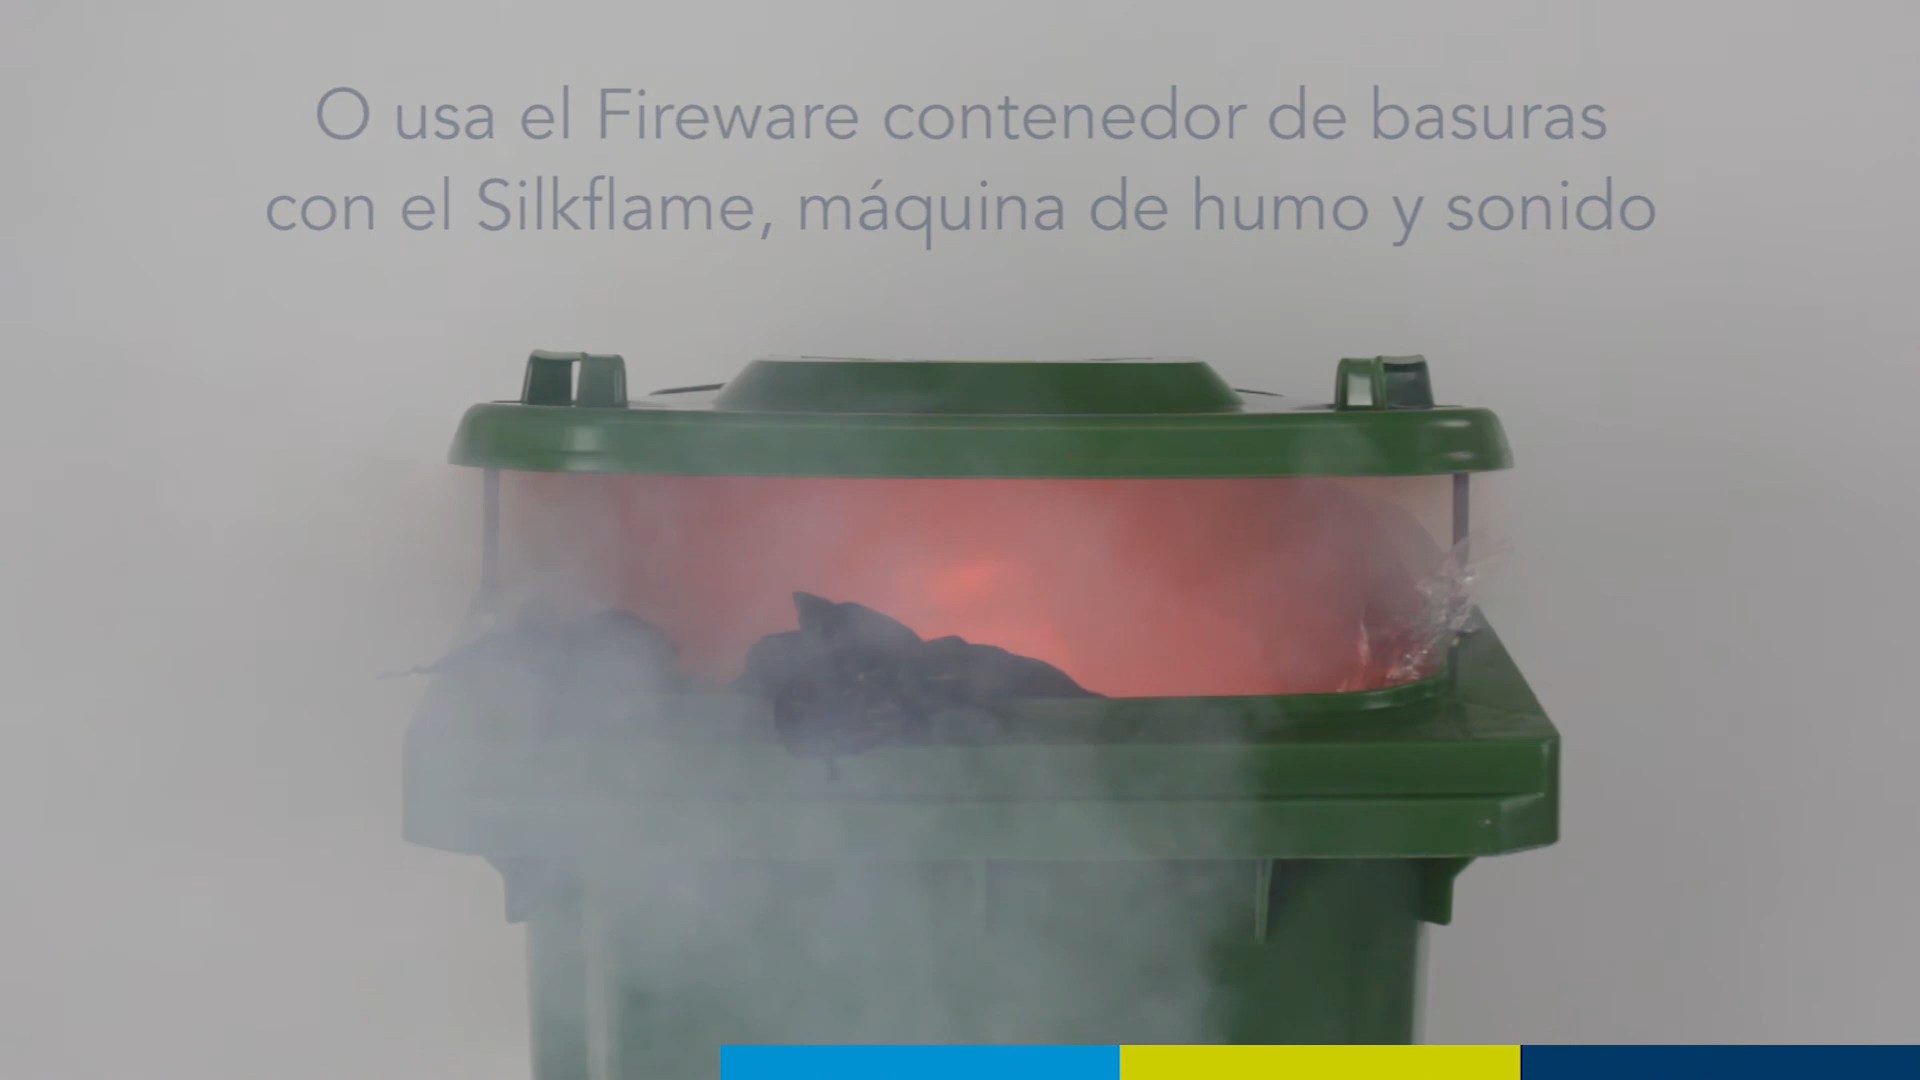 O usa el Fireware contenedor de basuras
con el Silkflame, máquina de humo y sonido